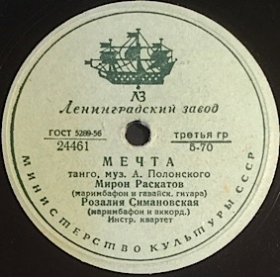 ЛЗ
Ленинградский завод
ГОСТ 5289-56
24461
третья гр
6-70
МЕЧТА
танго, муз. А. Полонского
Мирон Раскатов
(маримбафон и гавайск. гитара)
Розалия Симановская
(маримбафон и аккорд.)
Инстр. квартет
МИНИСТЕРСТВО КУЛЬТУРЫ СССР